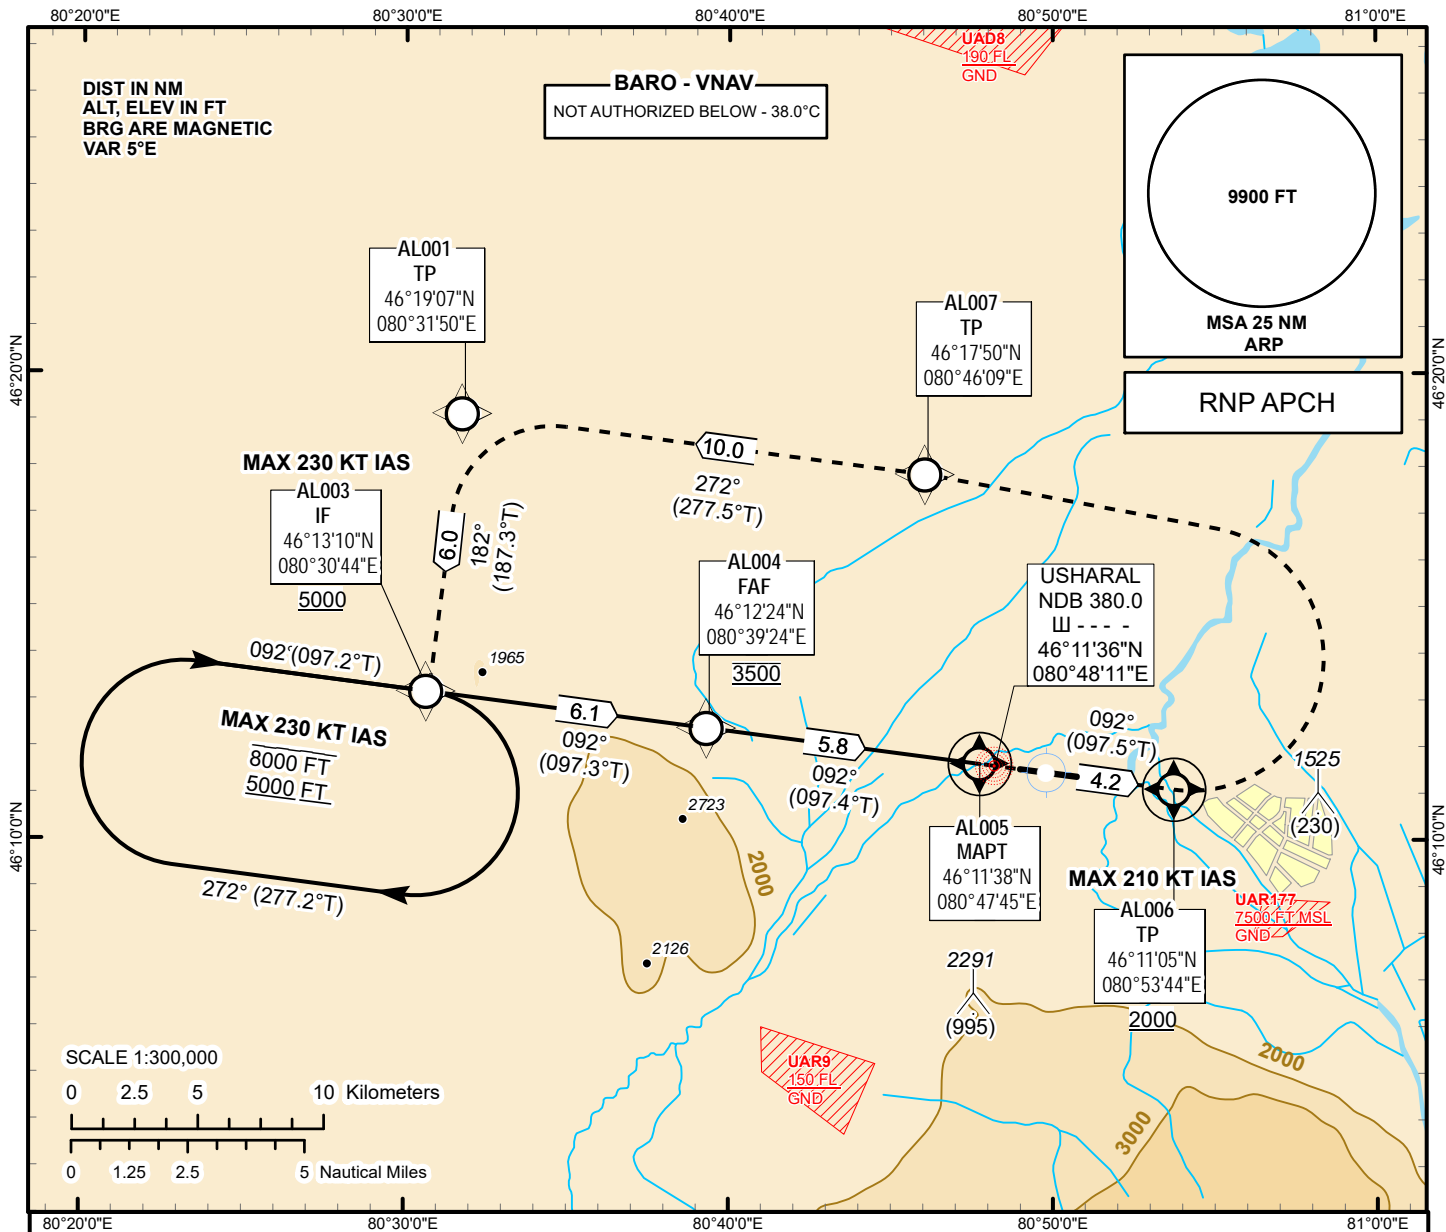 80°20'0"E
80°30'0"E
80°40'0"E
80°50'0"E
81°0'0"E
DIST IN NM
ALT, ELEV IN FT
BRG ARE MAGNETIC
VAR 5°E
BARO - VNAV
NOT AUTHORIZED BELOW - 38.0°C
UAD8
190 FL
GND
9900 FT
MSA 25 NM
ARP
RNP APCH
AL001
TP
46°19'07"N
080°31'50"E
AL007
TP
46°17'50"N
080°46'09"E
46°20'0"N
46°20'0"N
10.0
272°
(277.5°T)
MAX 230 KT IAS
AL003
IF
46°13'10"N
080°30'44"E
5000
6.0
182°
(187.3°T)
AL004
FAF
46°12'24"N
080°39'24"E
3500
USHARAL
NDB 380.0
Ш - - - -
46°11'36"N
080°48'11"E
092°(097.2°T)
1965
MAX 230 KT IAS
8000 FT
5000 FT
272° (277.2°T)
6.1
092°
(097.3°T)
5.8
092°
(097.4°T)
092°
(097.5°T)
4.2
1525
(230)
2723
2000
2126
46°10'0"N
46°10'0"N
AL005
MAPT
46°11'38"N
080°47'45"E
MAX 210 KT IAS
AL006
TP
46°11'05"N
080°53'44"E
2000
UAR177
7500 FT MSL
GND
2291
(995)
2000
3000
UAR9
150 FL
GND
SCALE 1:300,000
0 2.5 5 10 Kilometers
0 1.25 2.5 5 Nautical Miles
80°20'0"E
80°30'0"E
80°40'0"E
80°50'0"E
81°0'0"E